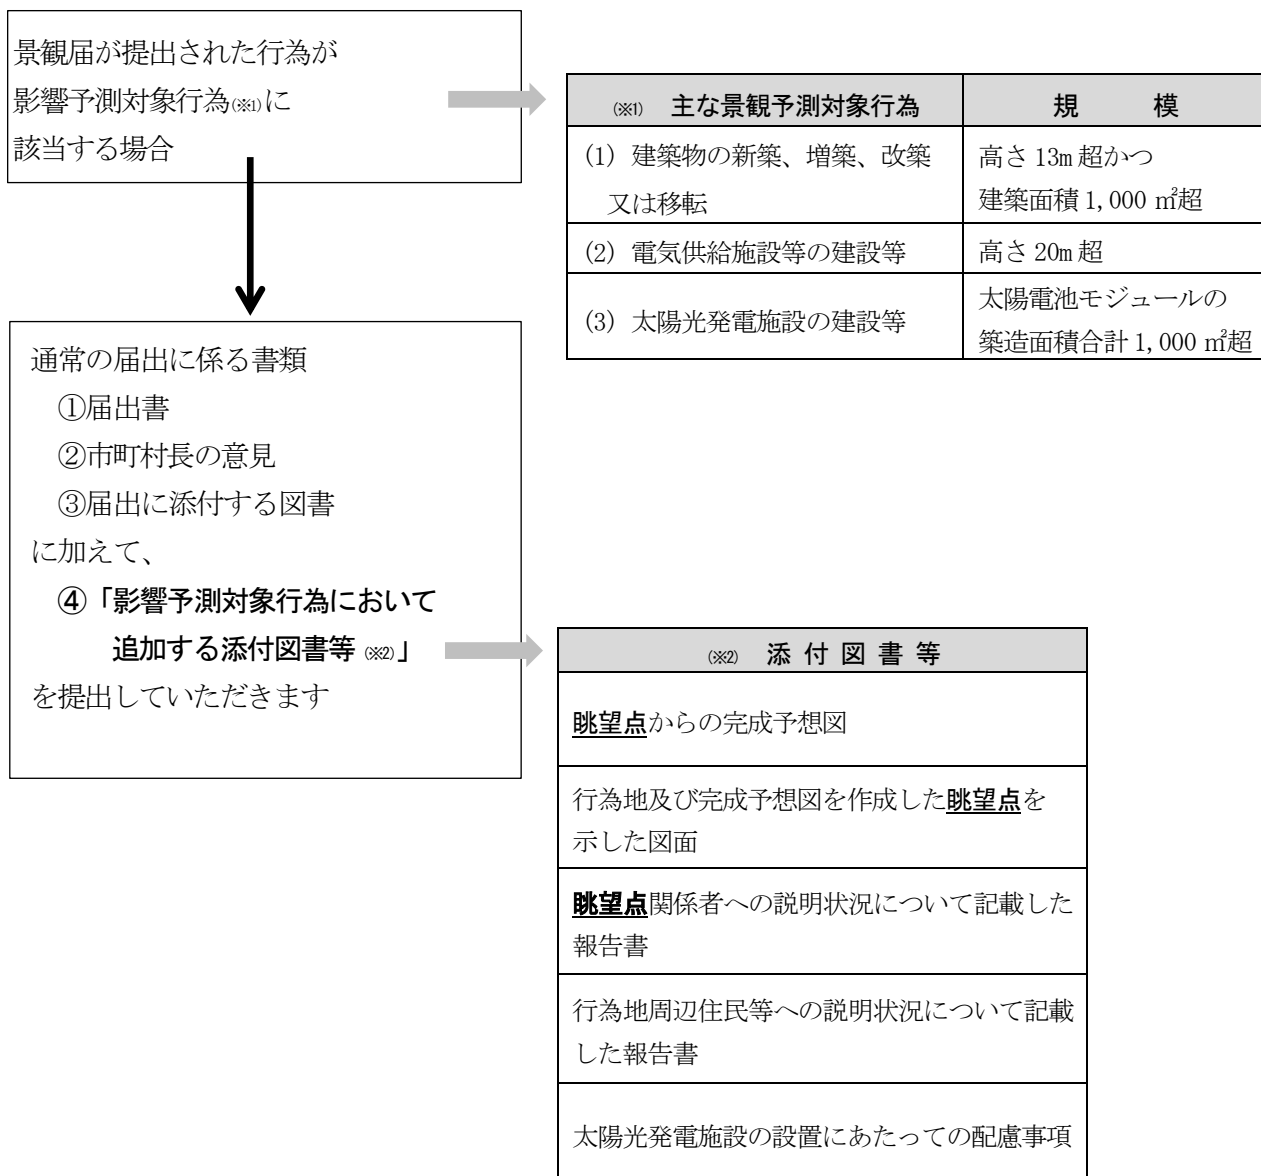 景観届が提出された行為が
影響予測対象行為(※1)に
該当する場合
(※1) 主な景観予測対象行為
規 模
(1) 建築物の新築、増築、改築
又は移転
高さ 13m 超かつ
建築面積 1,000 ㎡超
(2) 電気供給施設等の建設等
高さ 20m 超
(3) 太陽光発電施設の建設等
太陽電池モジュールの
築造面積合計 1,000 ㎡超
通常の届出に係る書類
①届出書
②市町村長の意見
③届出に添付する図書
に加えて、
④「影響予測対象行為において
追加する添付図書等 (※2)」
を提出していただきます
(※2) 添 付 図 書 等
眺望点からの完成予想図
行為地及び完成予想図を作成した眺望点を
示した図面
眺望点関係者への説明状況について記載した
報告書
行為地周辺住民等への説明状況について記載
した報告書
太陽光発電施設の設置にあたっての配慮事項